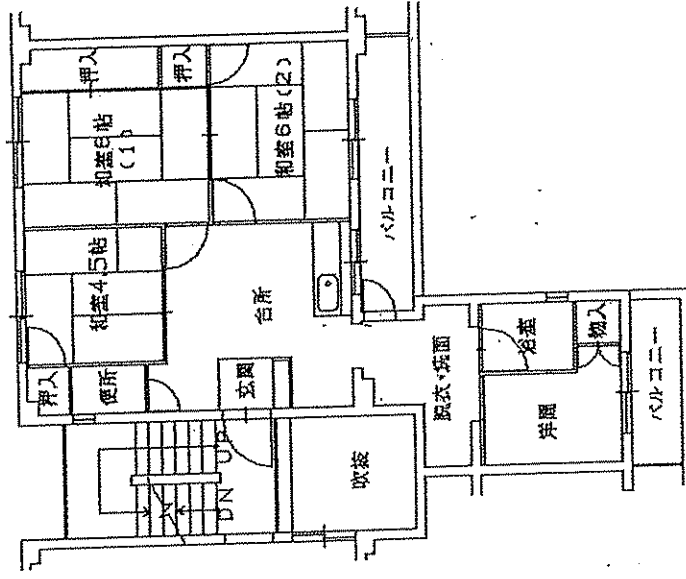 押入
押入
和室6帖
(1)
和室6帖(2)
和室4.5帖
バルコニー
台所
押入
便所
玄関
脱衣・洗面
浴室
物入
洋間
バルコニー
吹抜
UP
DN